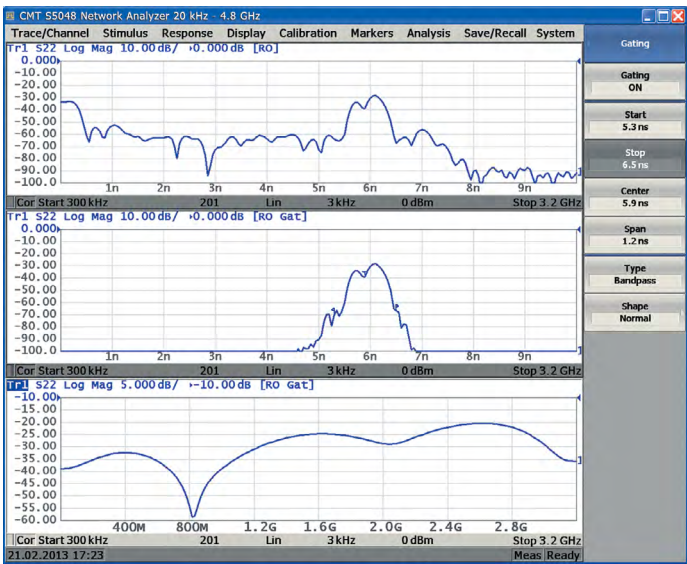 CMT S5048 Network Analyzer 20 kHz - 4.8 GHz
Trace/Channel Stimulus Response Display Calibration Markers Analysis Save/Recall System
Tr1 S22 Log Mag 10.00dB/ 0.000dB [RO]
0.000
-10.00
-20.00
-30.00
-40.00
-50.00
-60.00
-70.00
-80.00
-90.00
-100.0
1n 2n 3n 4n 5n 6n 7n 8n 9n
Cor Start 300 kHz 201 Lin 3 kHz 0 dBm Stop 3.2 GHz
Tr1 S22 Log Mag 10.00dB/ 0.000dB [RO Gat]
0.000
-10.00
-20.00
-30.00
-40.00
-50.00
-60.00
-70.00
-80.00
-90.00
-100.0
1n 2n 3n 4n 5n 6n 7n 8n 9n
Cor Start 300 kHz 201 Lin 3 kHz 0 dBm Stop 3.2 GHz
Tr1 S22 Log Mag 5.000dB/ -10.00dB [RO Gat]
-10.00
-15.00
-20.00
-25.00
-30.00
-35.00
-40.00
-45.00
-50.00
-55.00
-60.00
400M 800M 1.2G 1.6G 2.0G 2.4G 2.8G
Cor Start 300 kHz 201 Lin 3 kHz 0 dBm Stop 3.2 GHz
21.02.2013 17:23 Meas Ready
Gating
Gating
ON
Start
5.3 ns
Stop
6.5 ns
Center
5.9 ns
Span
1.2 ns
Type
Bandpass
Shape
Normal